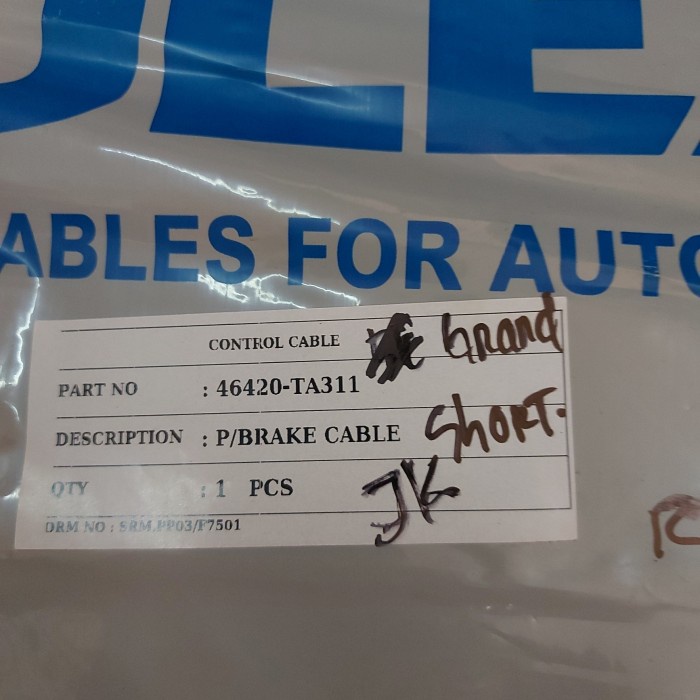 ABLES FOR AUTO
CONTROL CABLE
Grand
PART NO : 46420-TA311
DESCRIPTION : P/BRAKE CABLE
SHORT.
QTY : 1 PCS
JK
DRM NO : SRM.PP03/F7501